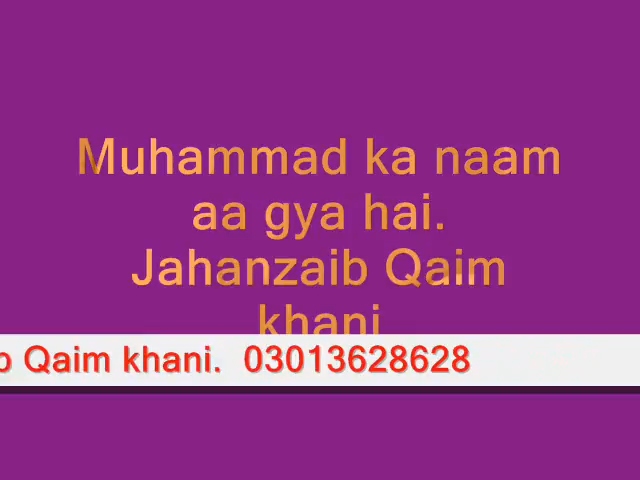 Muhammad ka naam
aa gya hai.
Jahanzaib Qaim
khani
b Qaim khani.  03013628628